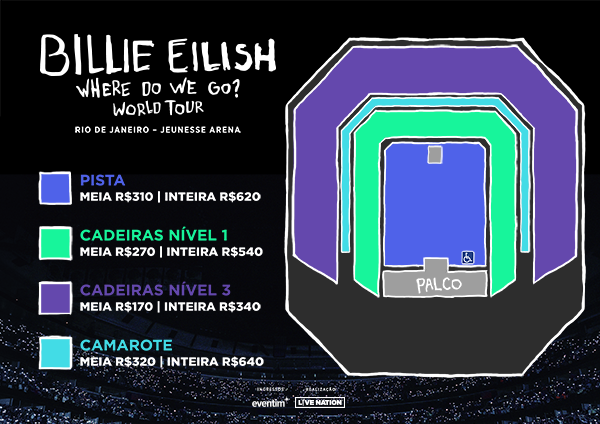 BILLIE EILISH
WHERE DO WE GO?
WORLD TOUR
RIO DE JANEIRO – JEUNESSE ARENA
PISTA
MEIA R$310 | INTEIRA R$620
CADEIRAS NÍVEL 1
MEIA R$270 | INTEIRA R$540
CADEIRAS NÍVEL 3
MEIA R$170 | INTEIRA R$340
CAMAROTE
MEIA R$320 | INTEIRA R$640
PALCO
INGRESSOS
eventim+
REALIZAÇÃO
LIVE NATION